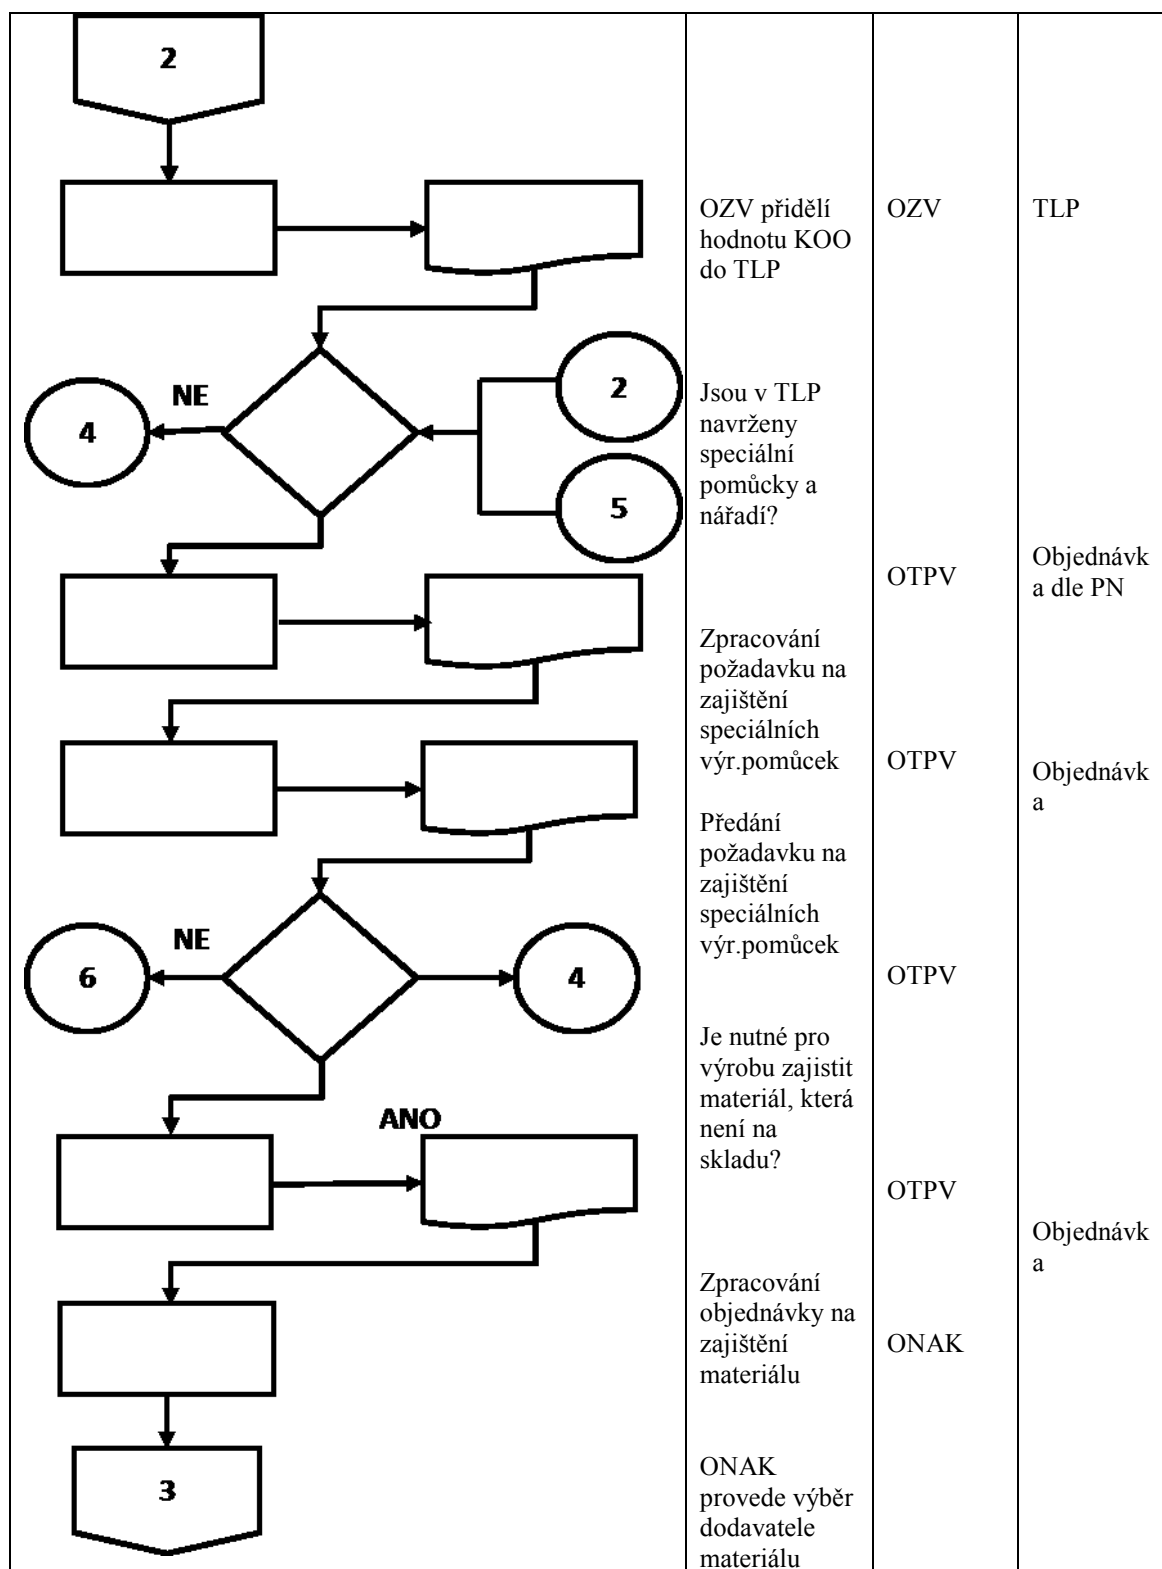 2
OZV přidělí
hodnotu KOO
do TLP
OZV
TLP
NE
4
2
5
Jsou v TLP
navrženy
speciální
pomůcky a
nářadí?
OTPV
Objednávk
a dle PN
Zpracování
požadavku na
zajištění
speciálních
výr.pomůcek
OTPV
Objednávk
a
Předání
požadavku na
zajištění
speciálních
výr.pomůcek
NE
6
4
OTPV
Je nutné pro
výrobu zajistit
materiál, která
není na
skladu?
ANO
OTPV
Objednávk
a
Zpracování
objednávky na
zajištění
materiálu
ONAK
3
ONAK
provede výběr
dodavatele
materiálu